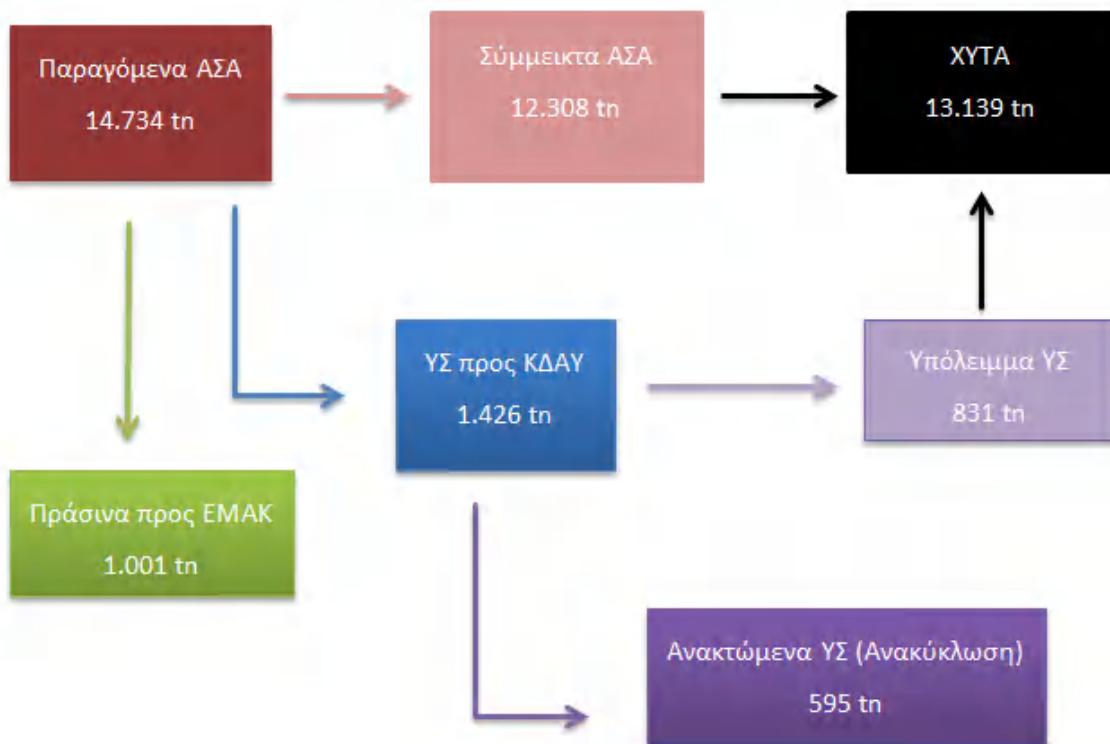 Παραγόμενα ΑΣΑ
14.734 tn
Σύμμεικτα ΑΣΑ
12.308 tn
ΧΥΤΑ
13.139 tn
ΥΣ προς ΚΔΑΥ
1.426 tn
Υπόλειμμα ΥΣ
831 tn
Πράσινα προς ΕΜΑΚ
1.001 tn
Ανακτώμενα ΥΣ (Ανακύκλωση)
595 tn